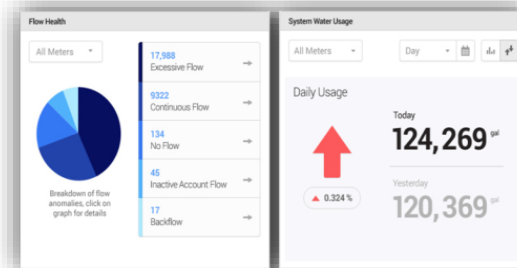 Flow Health
All Meters
17,988
Excessive Flow
9322
Continuous Flow
134
No Flow
45
Inactive Account Flow
17
Backflow
Breakdown of flow
anomalies, click on
graph for details
System Water Usage
All Meters
Day
Daily Usage
0.324 %
Today
124,269 gal
Yesterday
120,369 gal